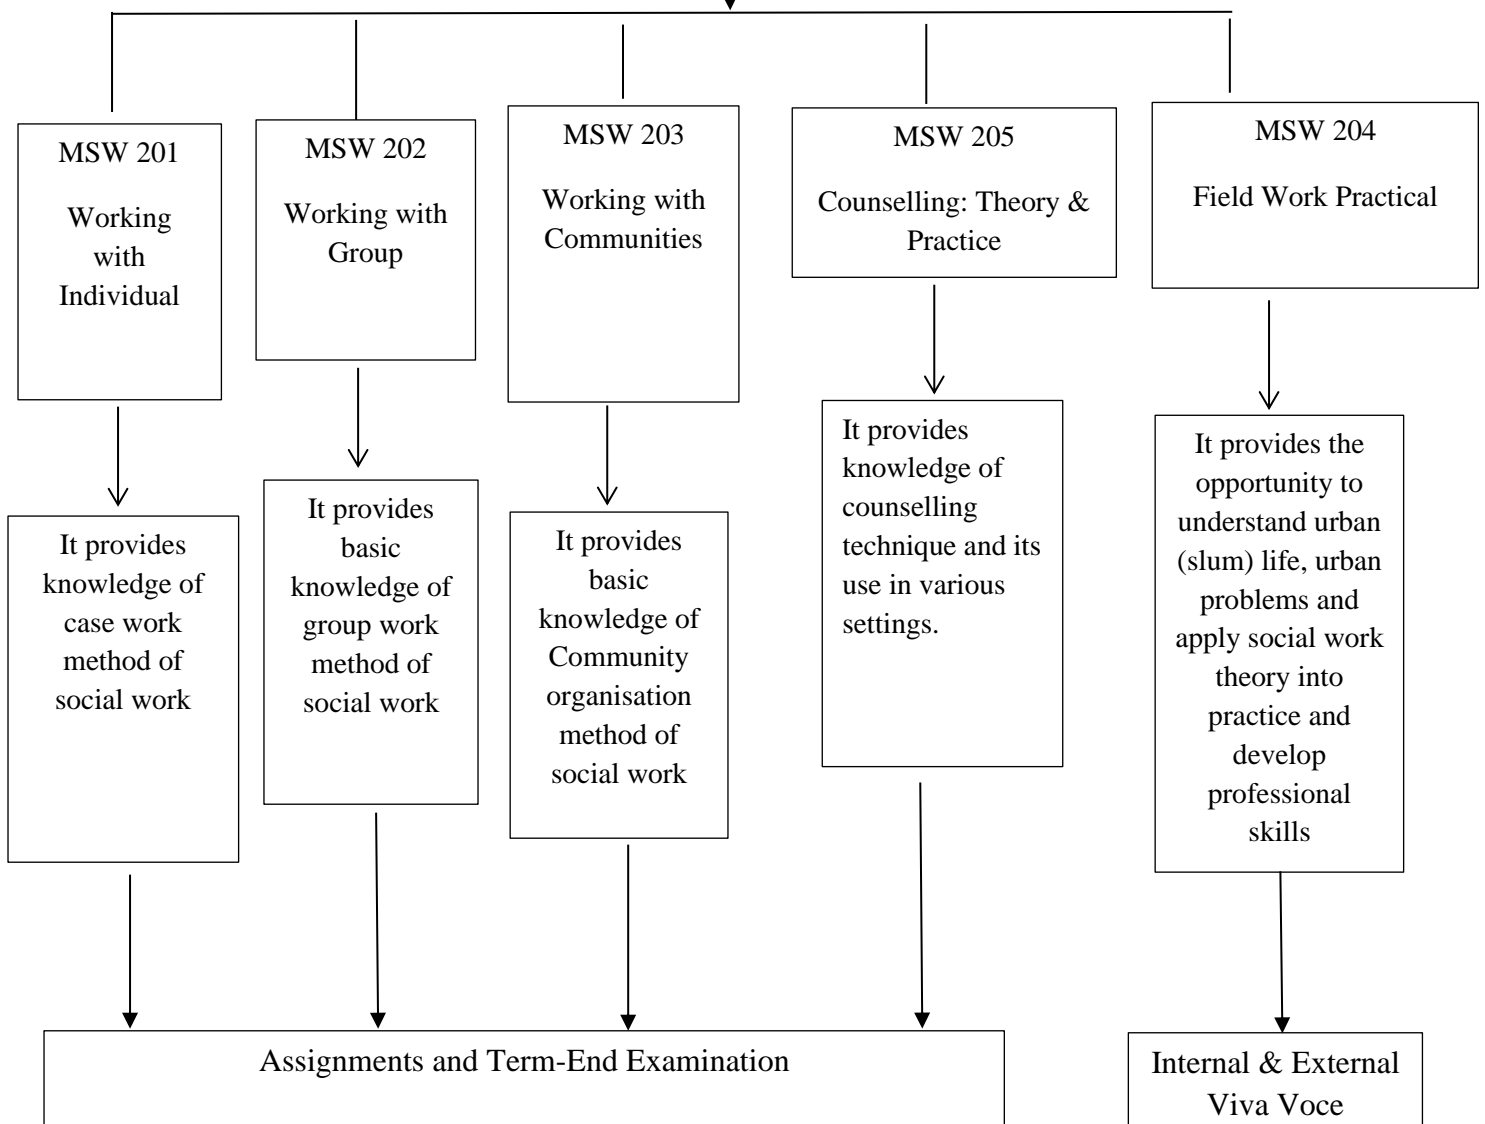 MSW 201
Working
with
Individual
MSW 202
Working with
Group
MSW 203
Working with
Communities
MSW 205
Counselling: Theory &
Practice
MSW 204
Field Work Practical
It provides
knowledge of
case work
method of
social work
It provides
basic
knowledge of
group work
method of
social work
It provides
basic
knowledge of
Community
organisation
method of
social work
It provides
knowledge of
counselling
technique and its
use in various
settings.
It provides the
opportunity to
understand urban
(slum) life, urban
problems and
apply social work
theory into
practice and
develop
professional
skills
Assignments and Term-End Examination
Internal & External
Viva Voce